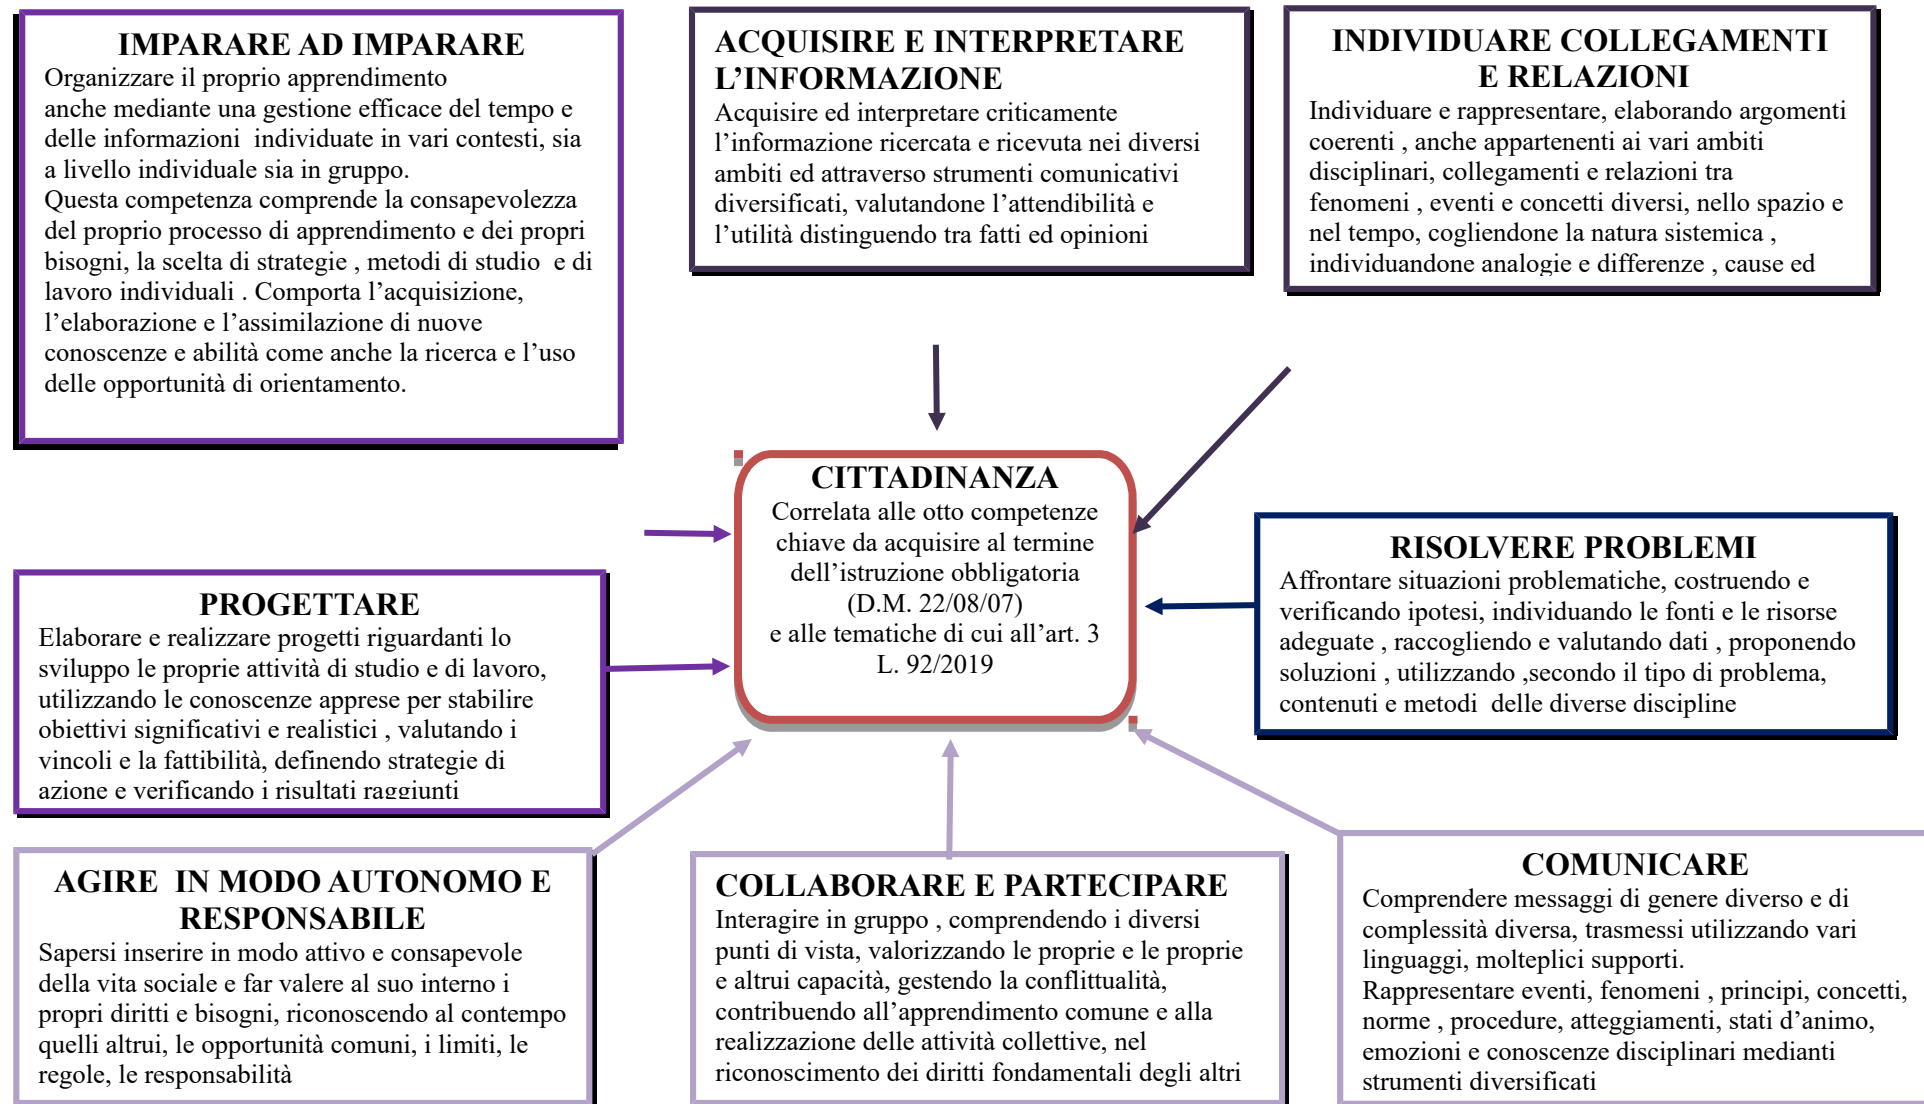 IMPARARE AD IMPARARE
Organizzare il proprio apprendimento
anche mediante una gestione efficace del tempo e
delle informazioni individuate in vari contesti, sia
a livello individuale sia in gruppo.
Questa competenza comprende la consapevolezza
del proprio processo di apprendimento e dei propri
bisogni, la scelta di strategie , metodi di studio e di
lavoro individuali . Comporta l’acquisizione,
l’elaborazione e l’assimilazione di nuove
conoscenze e abilità come anche la ricerca e l’uso
delle opportunità di orientamento.
ACQUISIRE E INTERPRETARE
L’INFORMAZIONE
Acquisire ed interpretare criticamente
l’informazione ricercata e ricevuta nei diversi
ambiti ed attraverso strumenti comunicativi
diversificati, valutandone l’attendibilità e
l’utilità distinguendo tra fatti ed opinioni
INDIVIDUARE COLLEGAMENTI
E RELAZIONI
Individuare e rappresentare, elaborando argomenti
coerenti , anche appartenenti ai vari ambiti
disciplinari, collegamenti e relazioni tra
fenomeni , eventi e concetti diversi, nello spazio e
nel tempo, cogliendone la natura sistemica ,
individuandone analogie e differenze , cause ed
CITTADINANZA
Correlata alle otto competenze
chiave da acquisire al termine
dell’istruzione obbligatoria
(D.M. 22/08/07)
e alle tematiche di cui all’art. 3
L. 92/2019
PROGETTARE
Elaborare e realizzare progetti riguardanti lo
sviluppo le proprie attività di studio e di lavoro,
utilizzando le conoscenze apprese per stabilire
obiettivi significativi e realistici , valutando i
vincoli e la fattibilità, definendo strategie di
azione e verificando i risultati raggiunti
RISOLVERE PROBLEMI
Affrontare situazioni problematiche, costruendo e
verificando ipotesi, individuando le fonti e le risorse
adeguate , raccogliendo e valutando dati , proponendo
soluzioni , utilizzando ,secondo il tipo di problema,
contenuti e metodi delle diverse discipline
AGIRE IN MODO AUTONOMO E
RESPONSABILE
Sapersi inserire in modo attivo e consapevole
della vita sociale e far valere al suo interno i
propri diritti e bisogni, riconoscendo al contempo
quelli altrui, le opportunità comuni, i limiti, le
regole, le responsabilità
COLLABORARE E PARTECIPARE
Interagire in gruppo , comprendendo i diversi
punti di vista, valorizzando le proprie e le proprie
e altrui capacità, gestendo la conflittualità,
contribuendo all’apprendimento comune e alla
realizzazione delle attività collettive, nel
riconoscimento dei diritti fondamentali degli altri
COMUNICARE
Comprendere messaggi di genere diverso e di
complessità diversa, trasmessi utilizzando vari
linguaggi, molteplici supporti.
Rappresentare eventi, fenomeni , principi, concetti,
norme , procedure, atteggiamenti, stati d’animo,
emozioni e conoscenze disciplinari medianti
strumenti diversificati